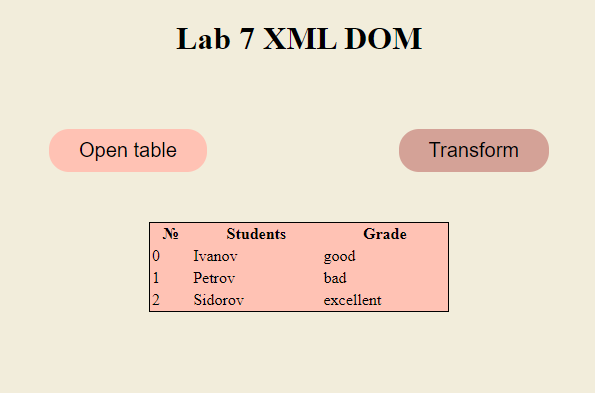 Lab 7 XML DOM
Open table Transform
№ Students Grade
0 Ivanov good
1 Petrov bad
2 Sidorov excellent